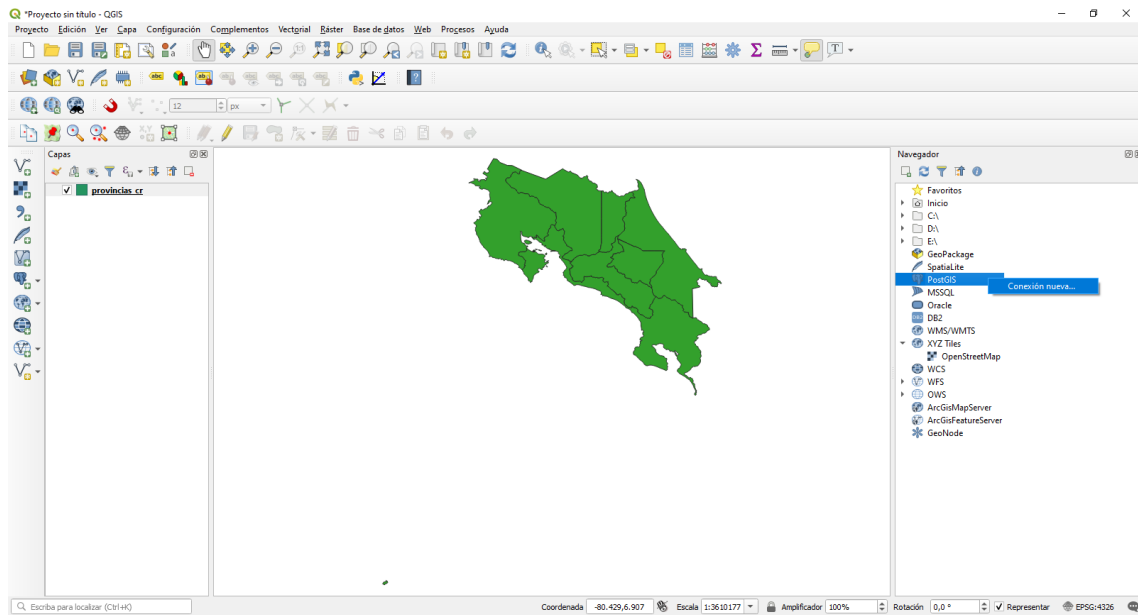 *Proyecto sin título - QGIS
Proyecto Edición Ver Capa Configuración Complementos Vectorial Ráster Base de datos Web Procesos Ayuda
12 px
Capas
provincias cr
Navegador
Favoritos
Inicio
C:\
D:\
E:\
GeoPackage
SpatiaLite
PostGIS
Conexión nueva...
MSSQL
Oracle
DB2
WMS/WMTS
XYZ Tiles
OpenStreetMap
WCS
WFS
OWS
ArcGisMapServer
ArcGisFeatureServer
GeoNode
Escriba para localizar (Ctrl+K) Coordenada -80.429,6.907 Escala 1:3610177 Amplificador 100% Rotación 0,0 ° Representar EPSG:4326